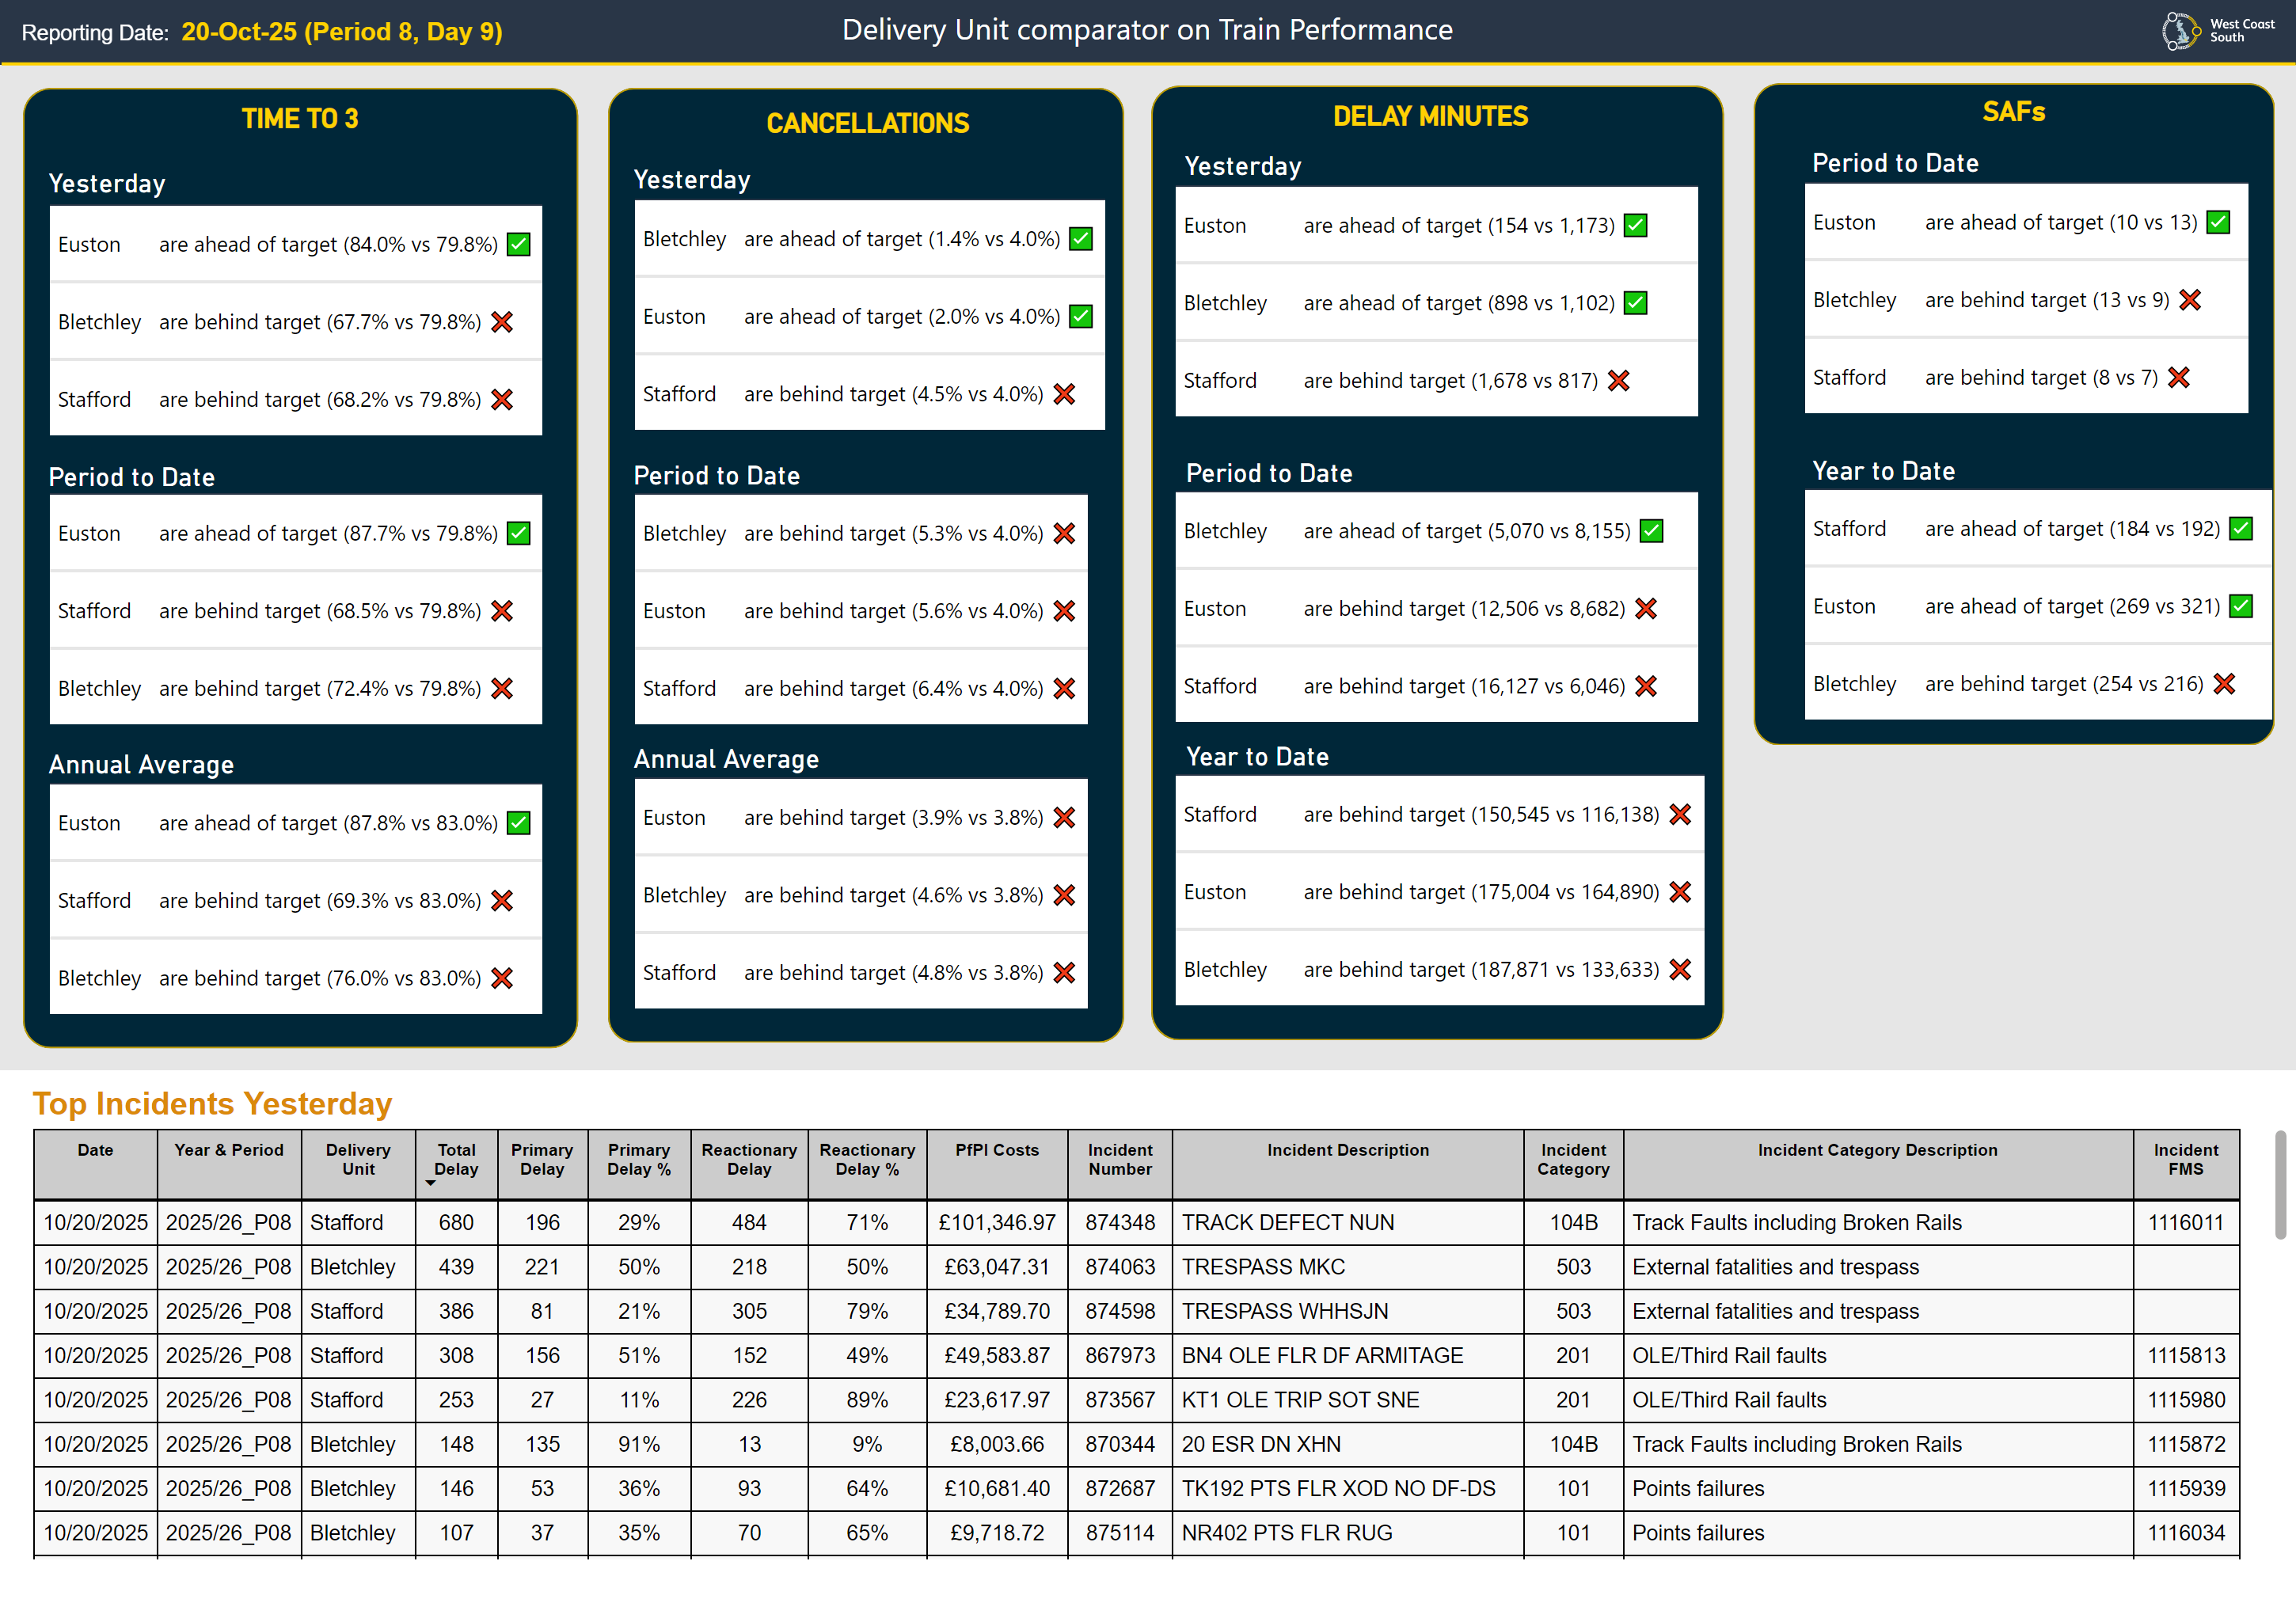 Reporting Date: 20-Oct-25 (Period 8, Day 9)
Delivery Unit comparator on Train Performance
West Coast
South
TIME TO 3
Yesterday
Euston are ahead of target (84.0% vs 79.8%) ✅
Bletchley are behind target (67.7% vs 79.8%) ❌
Stafford are behind target (68.2% vs 79.8%) ❌
Period to Date
Euston are ahead of target (87.7% vs 79.8%) ✅
Stafford are behind target (68.5% vs 79.8%) ❌
Bletchley are behind target (72.4% vs 79.8%) ❌
Annual Average
Euston are ahead of target (87.8% vs 83.0%) ✅
Stafford are behind target (69.3% vs 83.0%) ❌
Bletchley are behind target (76.0% vs 83.0%) ❌
CANCELLATIONS
Yesterday
Bletchley are ahead of target (1.4% vs 4.0%) ✅
Euston are ahead of target (2.0% vs 4.0%) ✅
Stafford are behind target (4.5% vs 4.0%) ❌
Period to Date
Bletchley are behind target (5.3% vs 4.0%) ❌
Euston are behind target (5.6% vs 4.0%) ❌
Stafford are behind target (6.4% vs 4.0%) ❌
Annual Average
Euston are behind target (3.9% vs 3.8%) ❌
Bletchley are behind target (4.6% vs 3.8%) ❌
Stafford are behind target (4.8% vs 3.8%) ❌
DELAY MINUTES
Yesterday
Euston are ahead of target (154 vs 1,173) ✅
Bletchley are ahead of target (898 vs 1,102) ✅
Stafford are behind target (1,678 vs 817) ❌
Period to Date
Bletchley are ahead of target (5,070 vs 8,155) ✅
Euston are behind target (12,506 vs 8,682) ❌
Stafford are behind target (16,127 vs 6,046) ❌
Year to Date
Stafford are behind target (150,545 vs 116,138) ❌
Euston are behind target (175,004 vs 164,890) ❌
Bletchley are behind target (187,871 vs 133,633) ❌
SAFs
Period to Date
Euston are ahead of target (10 vs 13) ✅
Bletchley are behind target (13 vs 9) ❌
Stafford are behind target (8 vs 7) ❌
Year to Date
Stafford are ahead of target (184 vs 192) ✅
Euston are ahead of target (269 vs 321) ✅
Bletchley are behind target (254 vs 216) ❌
Top Incidents Yesterday
Date Year & Period Delivery Unit Total Delay Primary Delay Primary Delay % Reactionary Delay Reactionary Delay % PfPI Costs Incident Number Incident Description Incident Category Incident Category Description Incident FMS
10/20/2025 2025/26_P08 Stafford 680 196 29% 484 71% £101,346.97 874348 TRACK DEFECT NUN 104B Track Faults including Broken Rails 1116011
10/20/2025 2025/26_P08 Bletchley 439 221 50% 218 50% £63,047.31 874063 TRESPASS MKC 503 External fatalities and trespass
10/20/2025 2025/26_P08 Stafford 386 81 21% 305 79% £34,789.70 874598 TRESPASS WHHSJN 503 External fatalities and trespass
10/20/2025 2025/26_P08 Stafford 308 156 51% 152 49% £49,583.87 867973 BN4 OLE FLR DF ARMITAGE 201 OLE/Third Rail faults 1115813
10/20/2025 2025/26_P08 Stafford 253 27 11% 226 89% £23,617.97 873567 KT1 OLE TRIP SOT SNE 201 OLE/Third Rail faults 1115980
10/20/2025 2025/26_P08 Bletchley 148 135 91% 13 9% £8,003.66 870344 20 ESR DN XHN 104B Track Faults including Broken Rails 1115872
10/20/2025 2025/26_P08 Bletchley 146 53 36% 93 64% £10,681.40 872687 TK192 PTS FLR XOD NO DF-DS 101 Points failures 1115939
10/20/2025 2025/26_P08 Bletchley 107 37 35% 70 65% £9,718.72 875114 NR402 PTS FLR RUG 101 Points failures 1116034